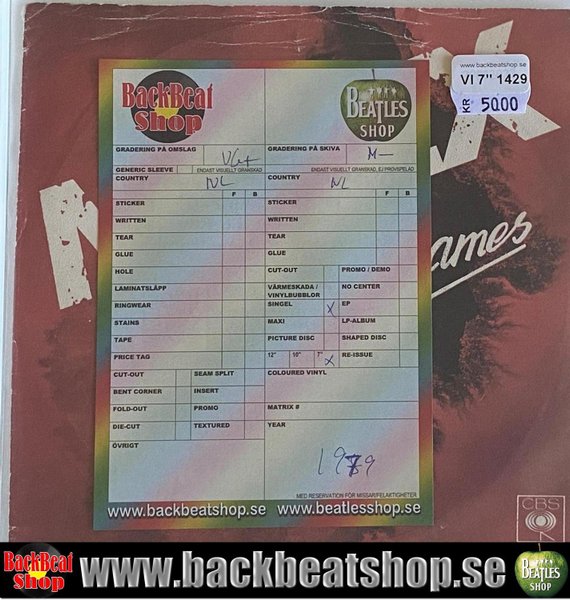 www.backbeatshop.se
VI 7" 1429
KR 5000
BackBeat
Shop
BEATLES
SHOP
GRADERING PÅ OMSLAG
VG+
GENERIC SLEEVE
ENDAST VISUELLT GRANSKAD
COUNTRY
NL
F B
STICKER
WRITTEN
TEAR
GLUE
HOLE
LAMINATSLÄPP
RINGWEAR
STAINS
TAPE
PRICE TAG
CUT-OUT SEAM SPLIT
BENT CORNER INSERT
FOLD-OUT PROMO
DIE-CUT TEXTURED
ÖVRIGT
GRADERING PÅ SKIVA
M-
ENDAST VISUELLT GRANSKAD, EJ PROVSPELAD
COUNTRY
NL
F B
STICKER
WRITTEN
TEAR
GLUE
CUT-OUT PROMO / DEMO
VÄRMESKADA / VINYLBUBBLOR NO CENTER
SINGEL X EP
MAXI LP-ALBUM
PICTURE DISC SHAPED DISC
12" 10" 7" X RE-ISSUE
COLOURED VINYL
MATRIX #
YEAR
1979
MED RESERVATION FÖR MISSAR/FELAKTIGHETER
www.backbeatshop.se www.beatlesshop.se
ames
CBS
BackBeat
Shop
www.backbeatshop.se
BEATLES
SHOP